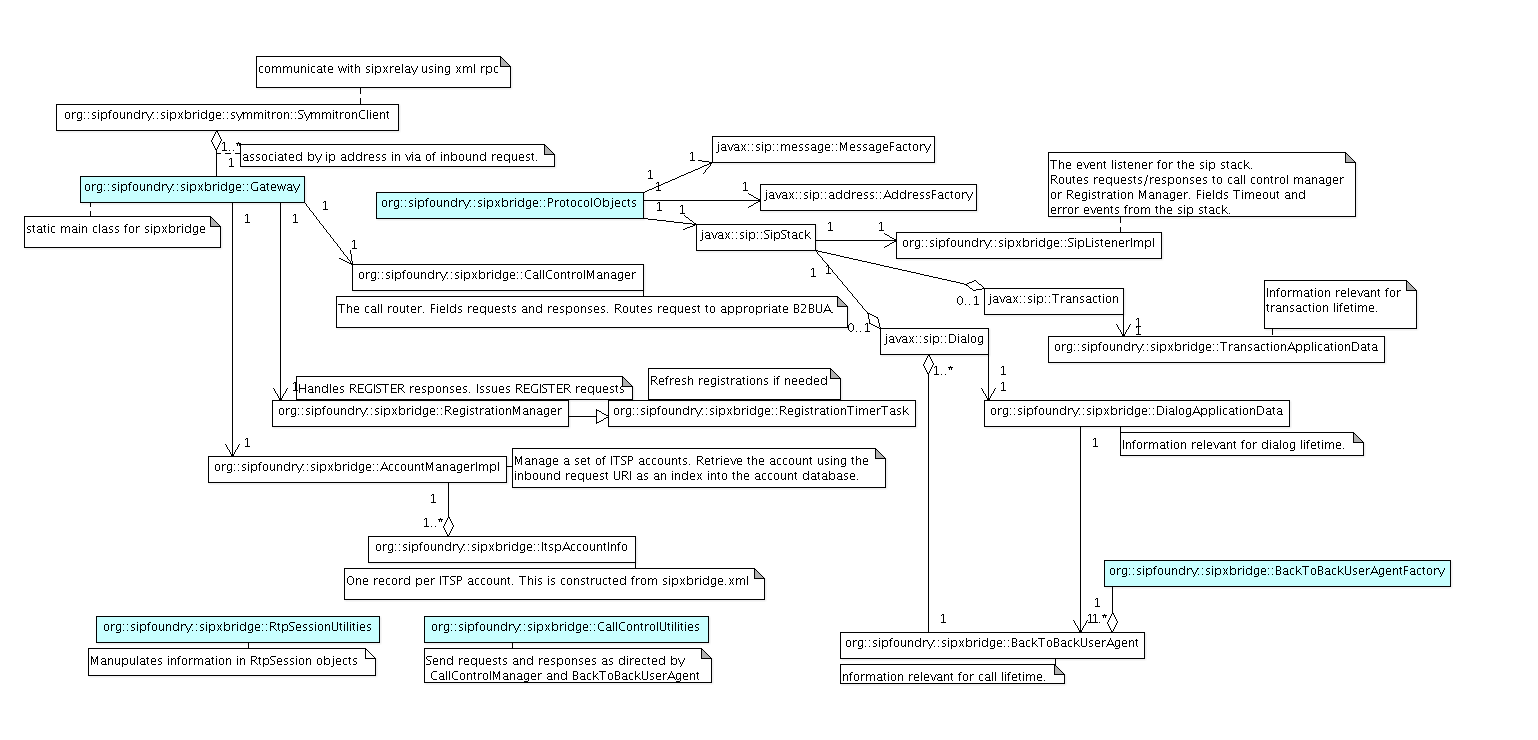 communicate with sipxrelay using xml rpc
org::sipfoundry::sipxbridge::symmitron::SymmitronClient
1..*
1
associated by ip address in via of inbound request.
org::sipfoundry::sipxbridge::Gateway
static main class for sipxbridge
1
1
1
1
org::sipfoundry::sipxbridge::CallControlManager
The call router. Fields requests and responses. Routes request to appropriate B2BUA.
org::sipfoundry::sipxbridge::ProtocolObjects
1
1
1
1
1
1
javax::sip::message::MessageFactory
javax::sip::address::AddressFactory
javax::sip::SipStack
1
1
The event listener for the sip stack.
Routes requests/responses to call control manager
or Registration Manager. Fields Timeout and
error events from the sip stack.
org::sipfoundry::sipxbridge::SipListenerImpl
1
1
0..1
javax::sip::Transaction
Information relevant for
transaction lifetime.
1
1
org::sipfoundry::sipxbridge::TransactionApplicationData
0..1
javax::sip::Dialog
1..*
1
1
1
Handles REGISTER responses. Issues REGISTER requests
Refresh registrations if needed
org::sipfoundry::sipxbridge::RegistrationManager
org::sipfoundry::sipxbridge::RegistrationTimerTask
org::sipfoundry::sipxbridge::DialogApplicationData
Information relevant for dialog lifetime.
1
1
org::sipfoundry::sipxbridge::AccountManagerImpl
Manage a set of ITSP accounts. Retrieve the account using the
inbound request URI as an index into the account database.
1
1..*
org::sipfoundry::sipxbridge::ItspAccountInfo
One record per ITSP account. This is constructed from sipxbridge.xml
org::sipfoundry::sipxbridge::BackToBackUserAgentFactory
1
1
1
1..*
org::sipfoundry::sipxbridge::RtpSessionUtilities
Manupulates information in RtpSession objects
org::sipfoundry::sipxbridge::CallControlUtilities
Send requests and responses as directed by
CallControlManager and BackToBackUserAgent
org::sipfoundry::sipxbridge::BackToBackUserAgent
nformation relevant for call lifetime.